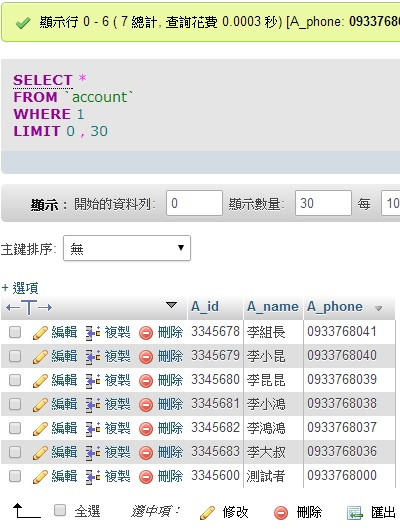 顯示行 0 - 6 ( 7 總計, 查詢花費 0.0003 秒) [A_phone: 0933768
SELECT *
FROM `account`
WHERE 1
LIMIT 0 , 30
顯示 : 開始的資料列: 0 顯示數量: 30 每 10
主鍵排序: 無
+ 選項
←T→ A_id A_name A_phone
編輯 複製 刪除 3345678 李組長 0933768041
編輯 複製 刪除 3345679 李小昆 0933768040
編輯 複製 刪除 3345680 李昆昆 0933768039
編輯 複製 刪除 3345681 李小鴻 0933768038
編輯 複製 刪除 3345682 李鴻鴻 0933768037
編輯 複製 刪除 3345683 李大叔 0933768036
編輯 複製 刪除 3345600 測試者 0933768000
全選 選中項： 修改 刪除 匯出